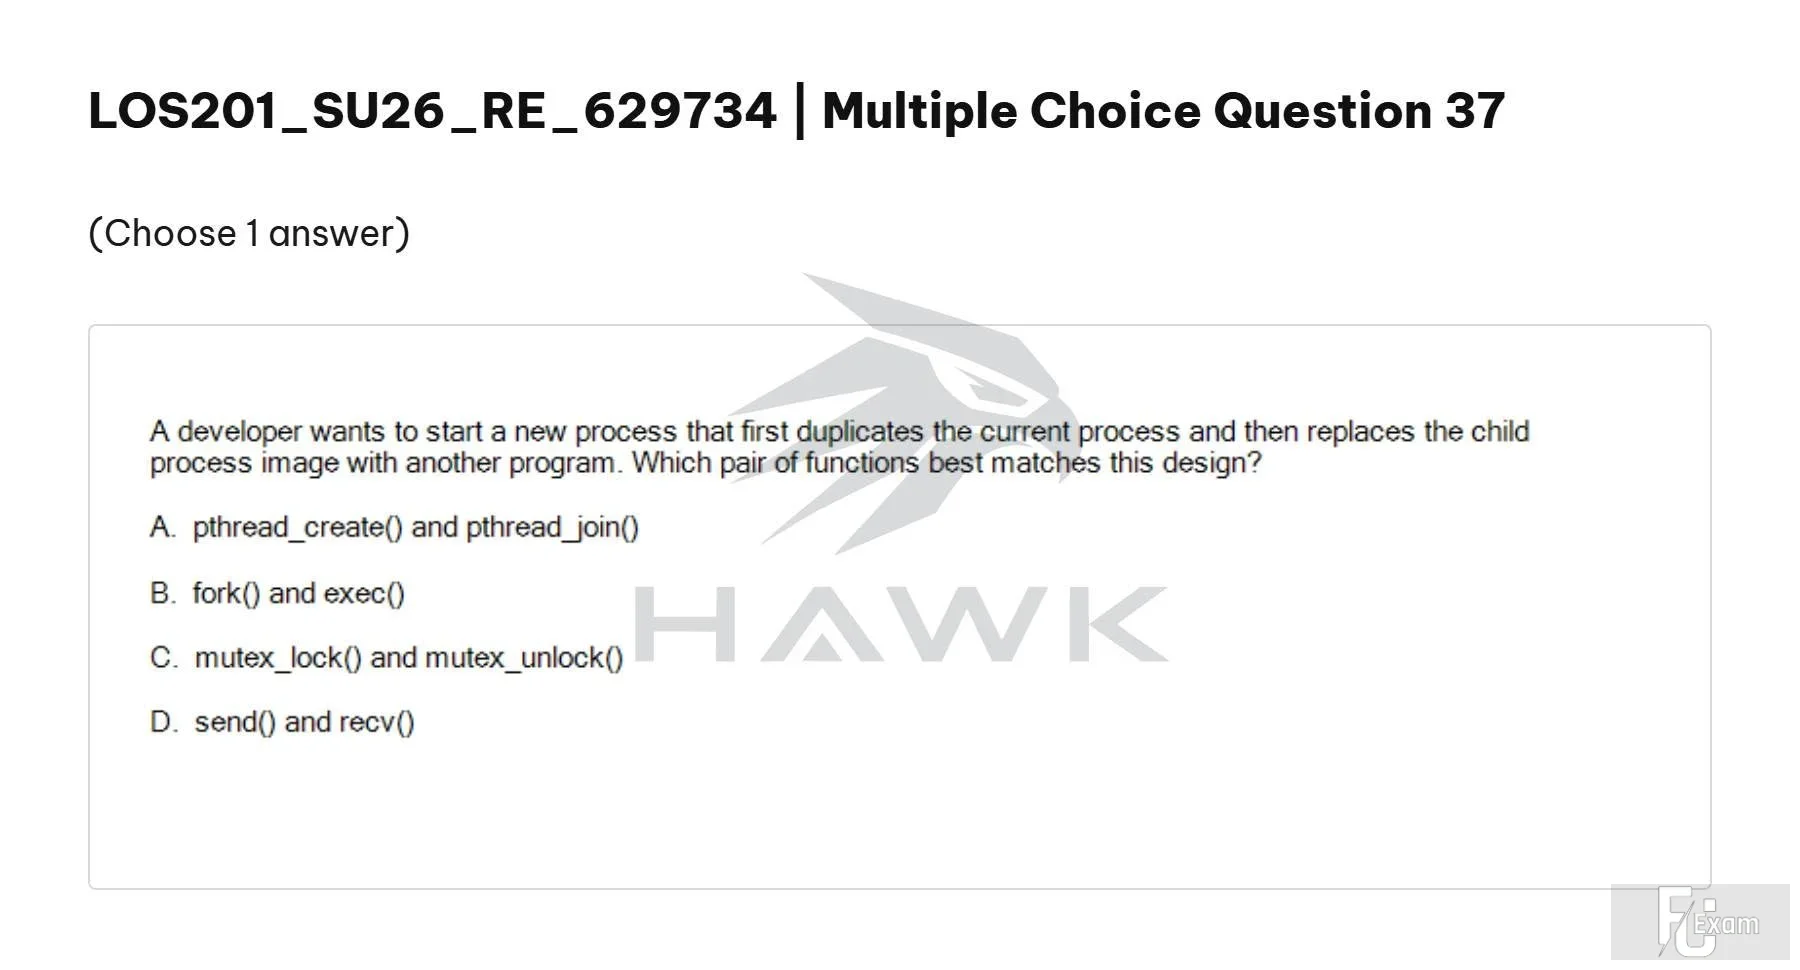 LOS201_SU26_RE_629734 | Multiple Choice Question 37
(Choose 1 answer)
A developer wants to start a new process that first duplicates the current process and then replaces the child
process image with another program. Which pair of functions best matches this design?
A. pthread_create() and pthread_join()
B. fork() and exec()
C. mutex_lock() and mutex_unlock()
D. send() and recv()
HAWK
FC Exam